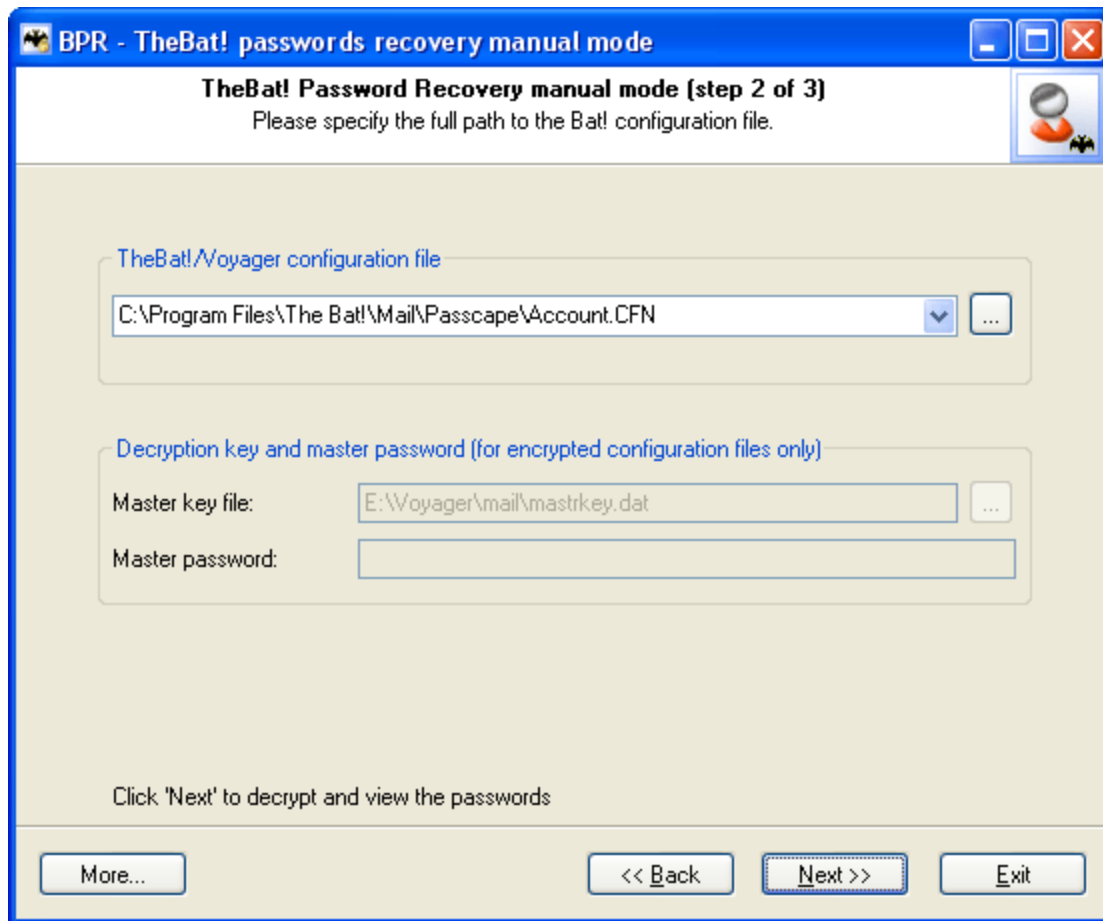 BPR - TheBat! passwords recovery manual mode
TheBat! Password Recovery manual mode (step 2 of 3)
Please specify the full path to the Bat! configuration file.
TheBat!/Voyager configuration file
C:\Program Files\The Bat!\Mail\Passcape\Account.CFN
...
Decryption key and master password (for encrypted configuration files only)
Master key file: E:\Voyager\mail\mastrkey.dat ...
Master password:
Click 'Next' to decrypt and view the passwords
More... << Back Next >> Exit